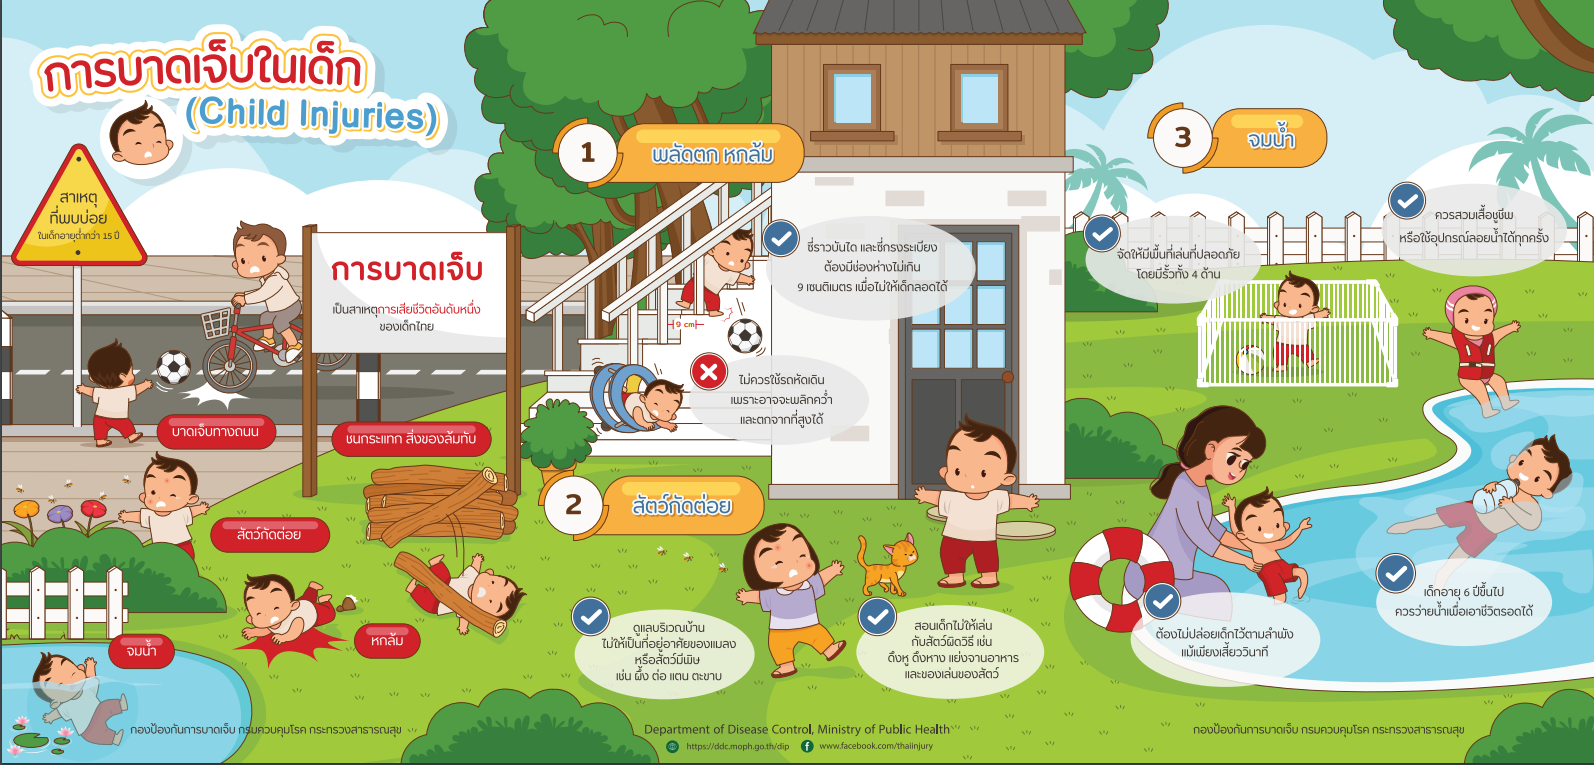 การบาดเจ็บในเด็ก
(Child Injuries)
สาเหตุ
ที่พบบ่อย
ในเด็กอายุต่ำกว่า 15 ปี
การบาดเจ็บ
เป็นสาเหตุการเสียชีวิตอันดับหนึ่ง
ของเด็กไทย
บาดเจ็บทางถนน
ชนกระแทก สิ่งของล้มทับ
สัตว์กัดต่อย
หกล้ม
จมน้ำ
1
พลัดตก หกล้ม
ซี่ราวบันได และซี่กรงระเบียง
ต้องมีช่องห่างไม่เกิน
9 เซนติเมตร เพื่อไม่ให้เด็กลอดได้
9 cm
ไม่ควรใช้รถหัดเดิน
เพราะอาจจะพลิกคว่ำ
และตกจากที่สูงได้
2
สัตว์กัดต่อย
ดูแลบริเวณบ้าน
ไม่ให้เป็นที่อยู่อาศัยของแมลง
หรือสัตว์มีพิษ
เช่น ผึ้ง ต่อ แตน ตะขาบ
สอนเด็กไม่ให้เล่น
กับสัตว์ผิดวิธี เช่น
ดึงหู ดึงหาง แย่งจานอาหาร
และของเล่นของสัตว์
3
จมน้ำ
จัดให้มีพื้นที่เล่นที่ปลอดภัย
โดยมีรั้วทั้ง 4 ด้าน
ควรสวมเสื้อชูชีพ
หรือใช้อุปกรณ์ลอยน้ำได้ทุกครั้ง
ต้องไม่ปล่อยเด็กไว้ตามลำพัง
แม้เพียงเสี้ยววินาที
เด็กอายุ 6 ปีขึ้นไป
ควรว่ายน้ำเพื่อเอาชีวิตรอดได้
กองป้องกันการบาดเจ็บ กรมควบคุมโรค กระทรวงสาธารณสุข
Department of Disease Control, Ministry of Public Health
https://ddc.moph.go.th/dip
www.facebook.com/thaiinjury
กองป้องกันการบาดเจ็บ กรมควบคุมโรค กระทรวงสาธารณสุข